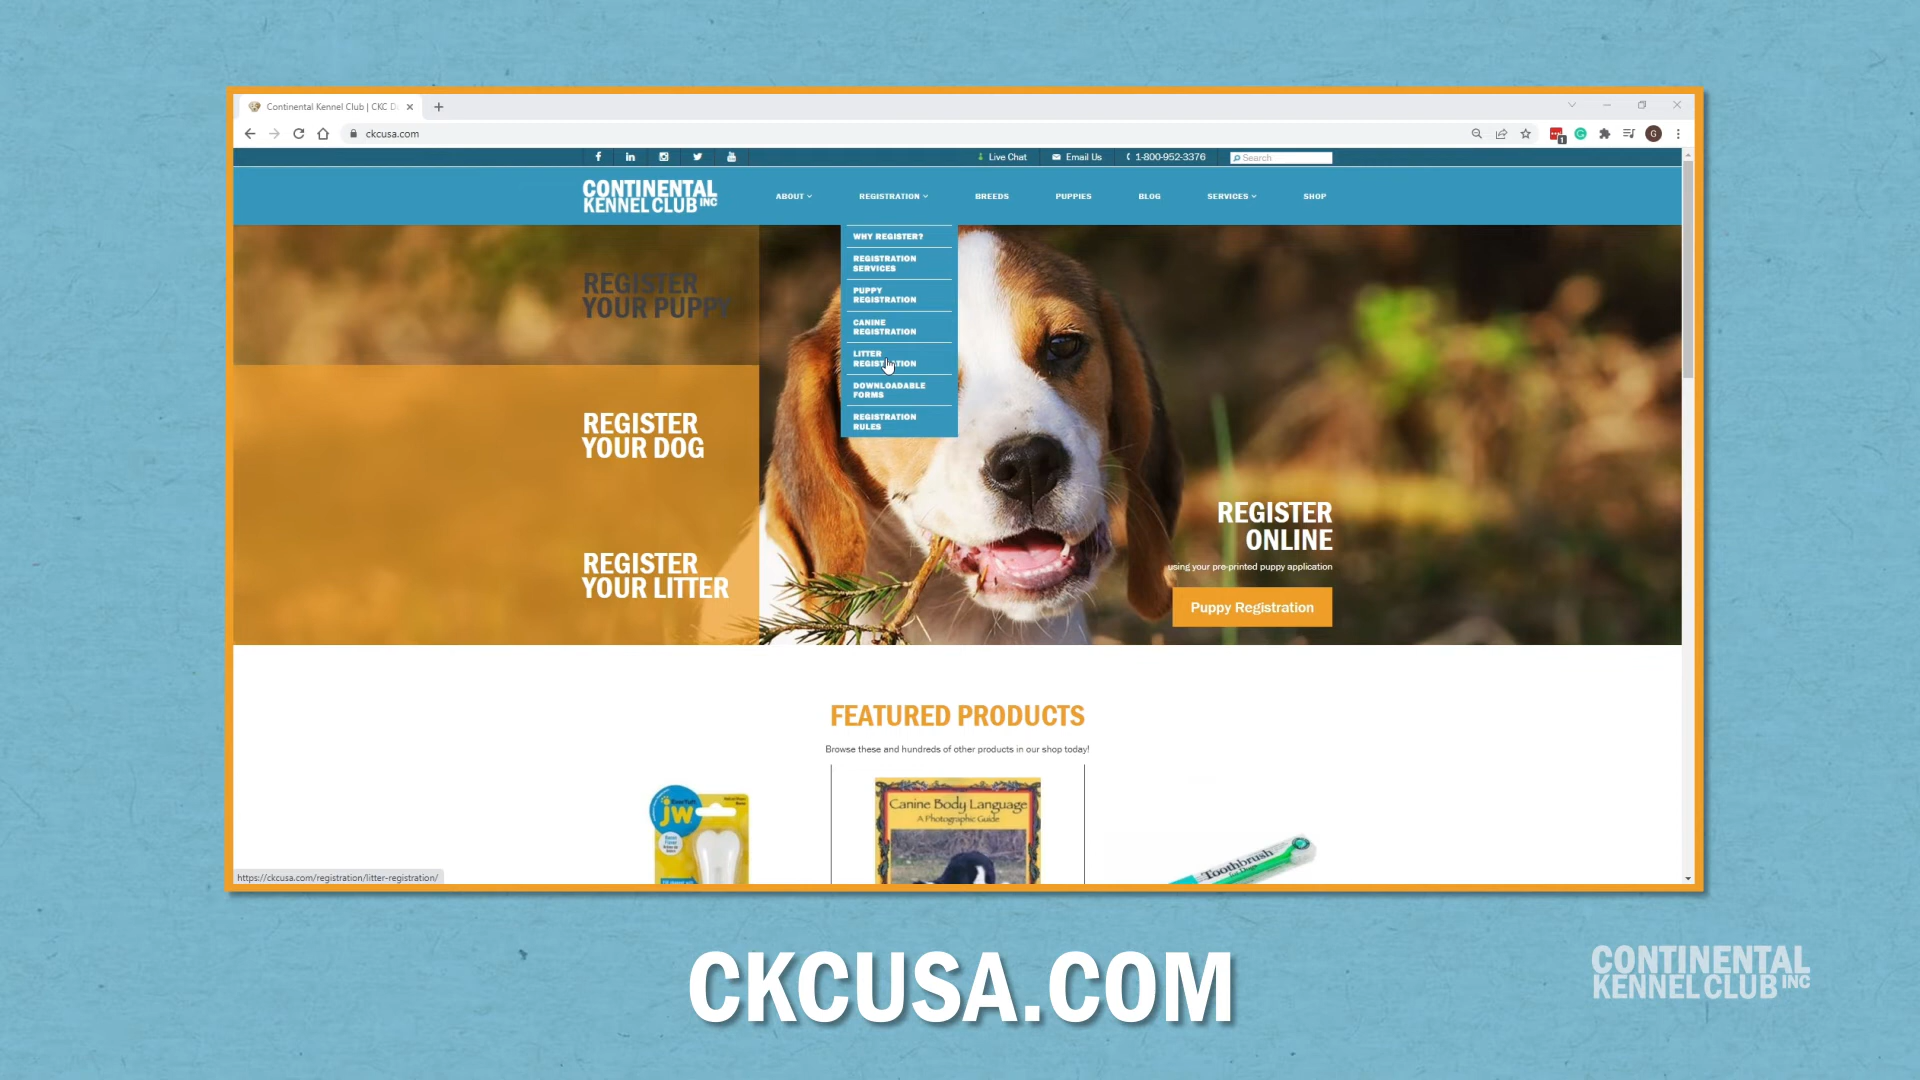 Continental Kennel Club | CKC D
ckcusa.com
Live Chat
Email Us
1-800-952-3376
Search
CONTINENTAL
KENNEL CLUB INC
ABOUT
REGISTRATION
BREEDS
PUPPIES
BLOG
SERVICES
SHOP
WHY REGISTER?
REGISTRATION
SERVICES
PUPPY
REGISTRATION
CANINE
REGISTRATION
LITTER
REGISTRATION
DOWNLOADABLE
FORMS
REGISTRATION
RULES
REGISTER
YOUR PUPPY
REGISTER
YOUR DOG
REGISTER
YOUR LITTER
REGISTER
ONLINE
using your pre-printed puppy application
Puppy Registration
FEATURED PRODUCTS
Browse these and hundreds of other products in our shop today!
JW
Canine Body Language
A Photographic Guide
Toothbrush
https://ckcusa.com/registration/litter-registration/
CKCUSA.COM
CONTINENTAL
KENNEL CLUB INC